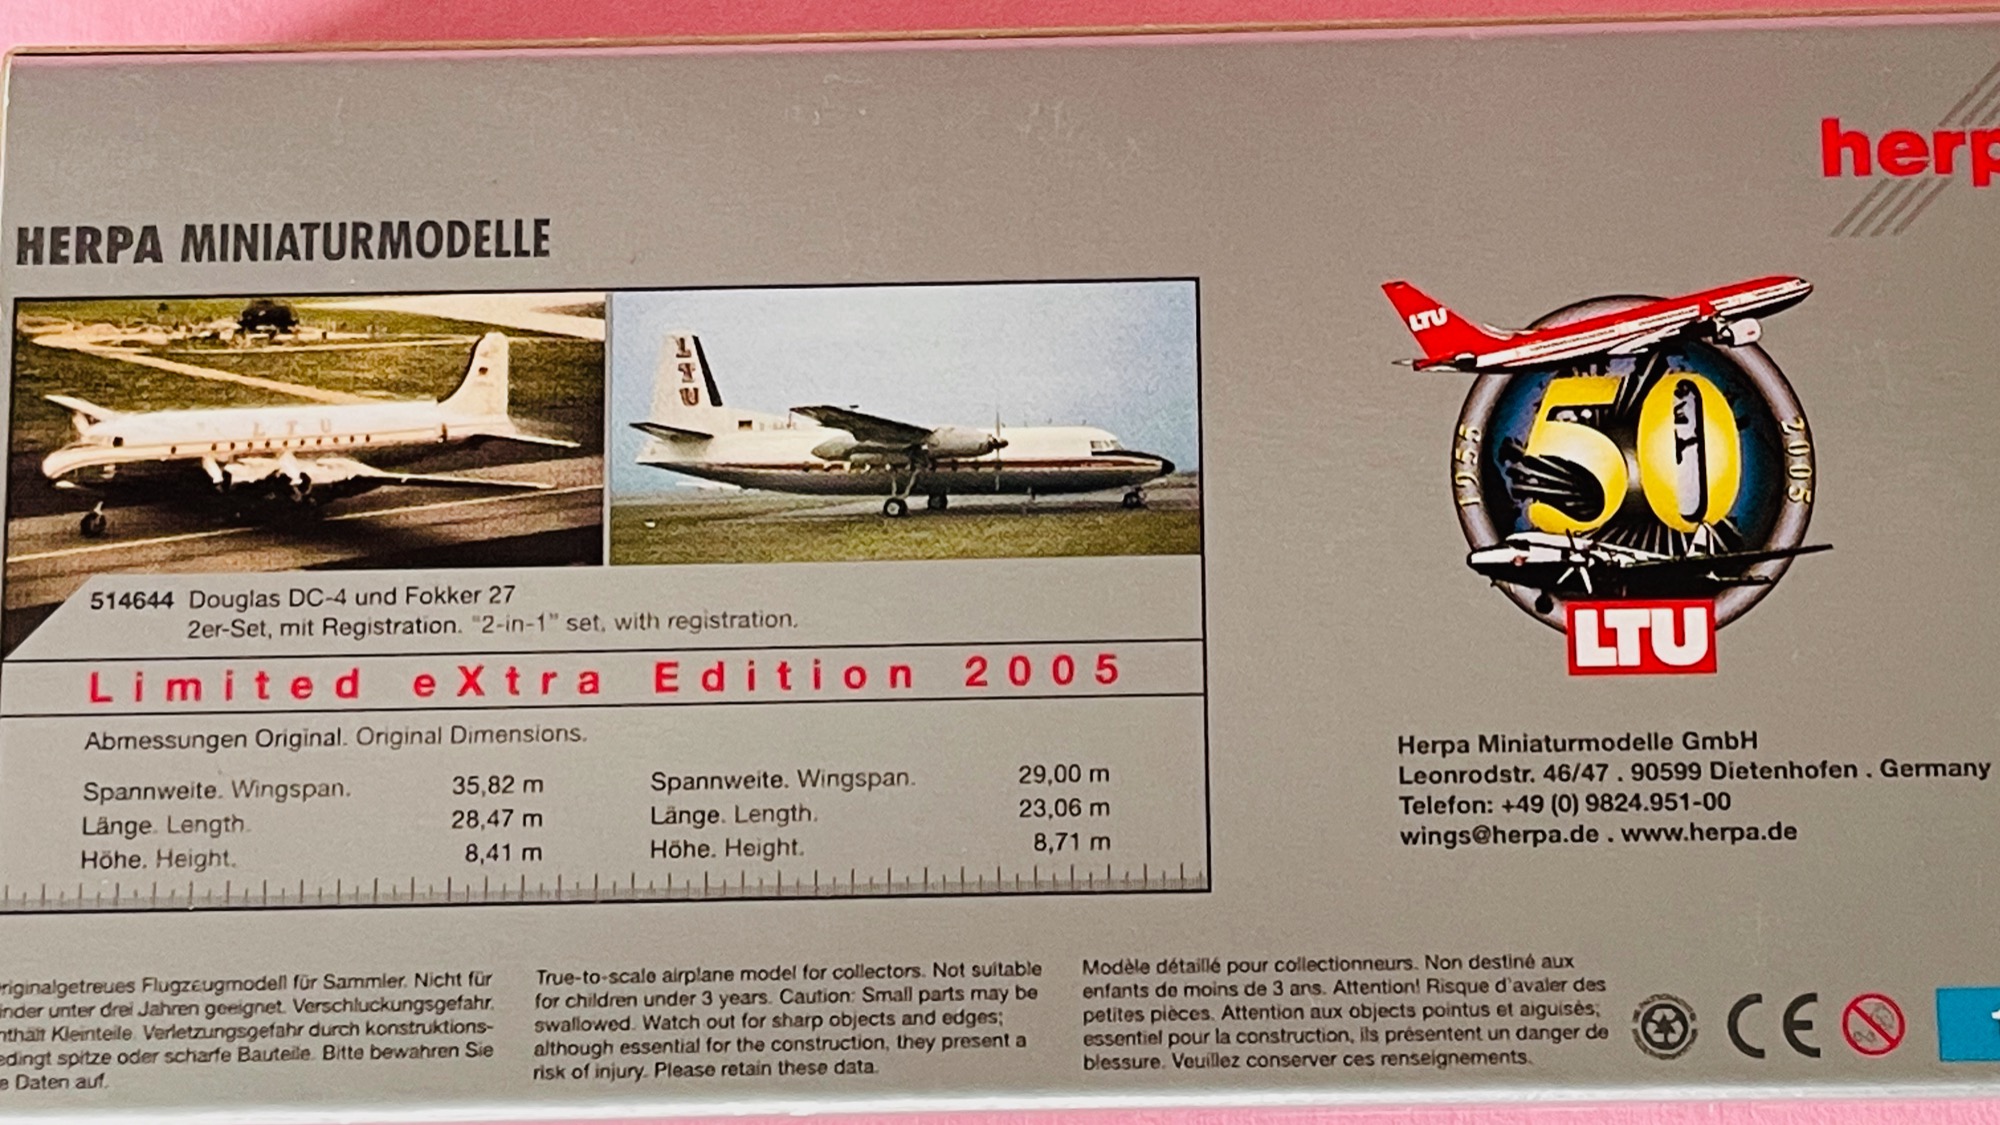 herp
HERPA MINIATURMODELLE
L T U
L
T
U
LTU
50
1955
2005
LTU
514644 Douglas DC-4 und Fokker 27
2er-Set, mit Registration. "2-in-1" set, with registration.
Limited eXtra Edition 2005
Abmessungen Original. Original Dimensions.
Spannweite. Wingspan. 35,82 m Spannweite. Wingspan. 29,00 m
Länge. Length. 28,47 m Länge. Length. 23,06 m
Höhe. Height. 8,41 m Höhe. Height. 8,71 m
Herpa Miniaturmodelle GmbH
Leonrodstr. 46/47 . 90599 Dietenhofen . Germany
Telefon: +49 (0) 9824.951-00
wings@herpa.de . www.herpa.de
riginalgetreues Flugzeugmodell für Sammler. Nicht für
inder unter drei Jahren geeignet. Verschluckungsgefahr.
nthält Kleinteile. Verletzungsgefahr durch konstruktions-
edingt spitze oder scharfe Bauteile. Bitte bewahren Sie
e Daten auf.
True-to-scale airplane model for collectors. Not suitable
for children under 3 years. Caution: Small parts may be
swallowed. Watch out for sharp objects and edges;
although essential for the construction, they present a
risk of injury. Please retain these data.
Modèle détaillé pour collectionneurs. Non destiné aux
enfants de moins de 3 ans. Attention! Risque d'avaler des
petites pièces. Attention aux objects pointus et aiguisés;
essentiel pour la construction, ils présentent un danger de
blessure. Veuillez conserver ces renseignements.
CE